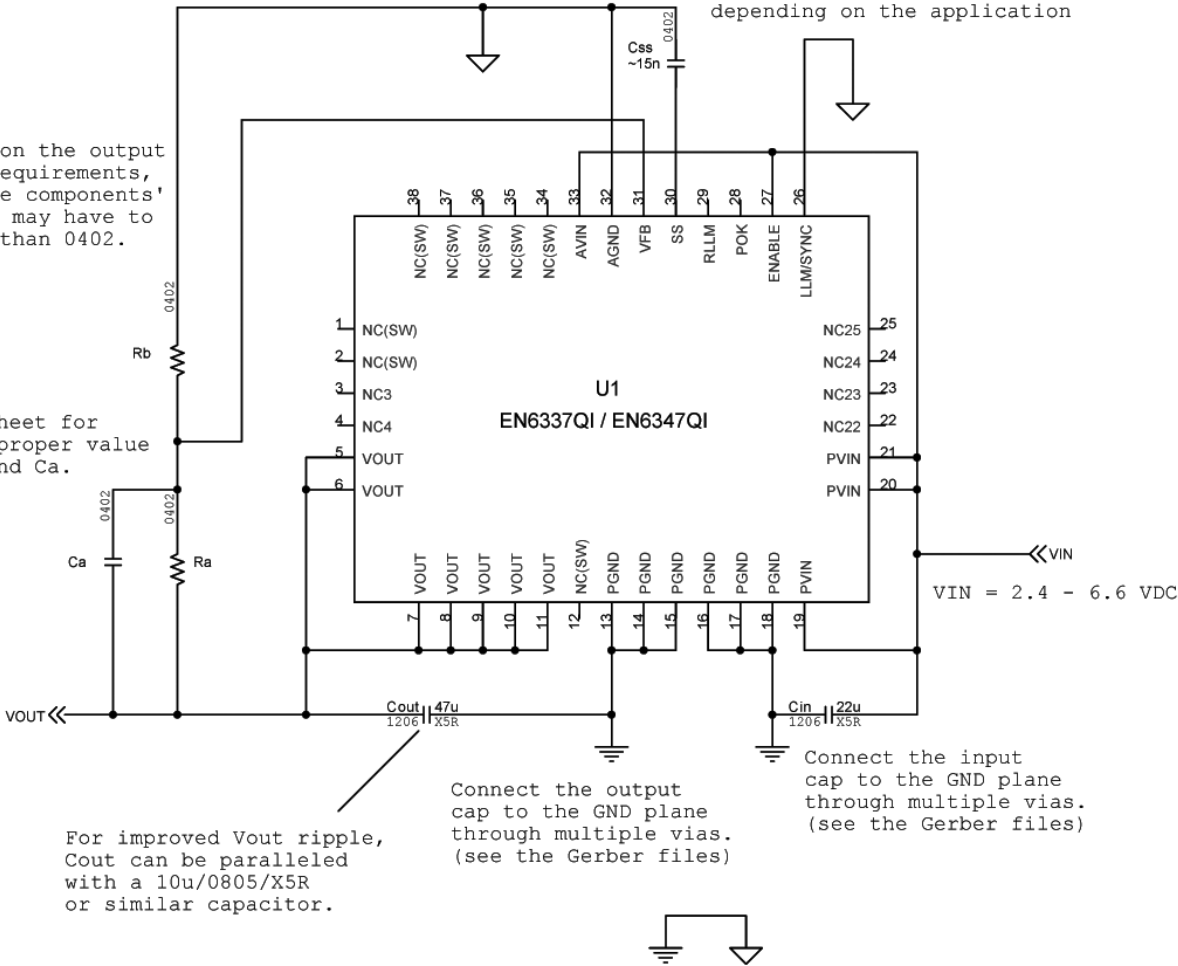 depending on the application
0402
Css
~15n
on the output
equirements,
e components'
may have to
than 0402.
38
37
36
35
34
33
32
31
30
29
28
27
26
NC(SW)
NC(SW)
NC(SW)
NC(SW)
NC(SW)
AVIN
AGND
VFB
SS
RLLM
POK
ENABLE
LLM/SYNC
0402
Rb
1 NC(SW)
2 NC(SW)
3 NC3
4 NC4
5 VOUT
6 VOUT
U1
EN6337QI / EN6347QI
NC25 25
NC24 24
NC23 23
NC22 22
PVIN 21
PVIN 20
heet for
proper value
nd Ca.
0402
0402
Ca
Ra
VOUT
VOUT
VOUT
VOUT
VOUT
NC(SW)
PGND
PGND
PGND
PGND
PGND
PGND
PVIN
7
8
9
10
11
12
13
14
15
16
17
18
19
VIN
VIN = 2.4 - 6.6 VDC
VOUT
Cout 47u
1206 X5R
Cin 22u
1206 X5R
Connect the input
cap to the GND plane
through multiple vias.
(see the Gerber files)
Connect the output
cap to the GND plane
through multiple vias.
(see the Gerber files)
For improved Vout ripple,
Cout can be paralleled
with a 10u/0805/X5R
or similar capacitor.